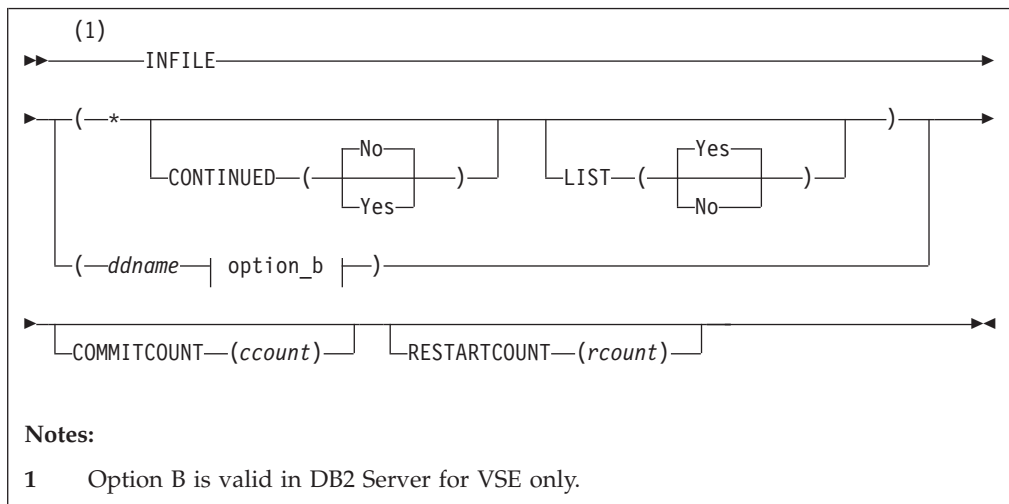 (1)
INFILE
( * )
No Yes
CONTINUED ( ) LIST ( )
Yes No
( ddname option_b )
COMMITCOUNT (ccount) RESTARTCOUNT (rcount)
Notes:
1 Option B is valid in DB2 Server for VSE only.